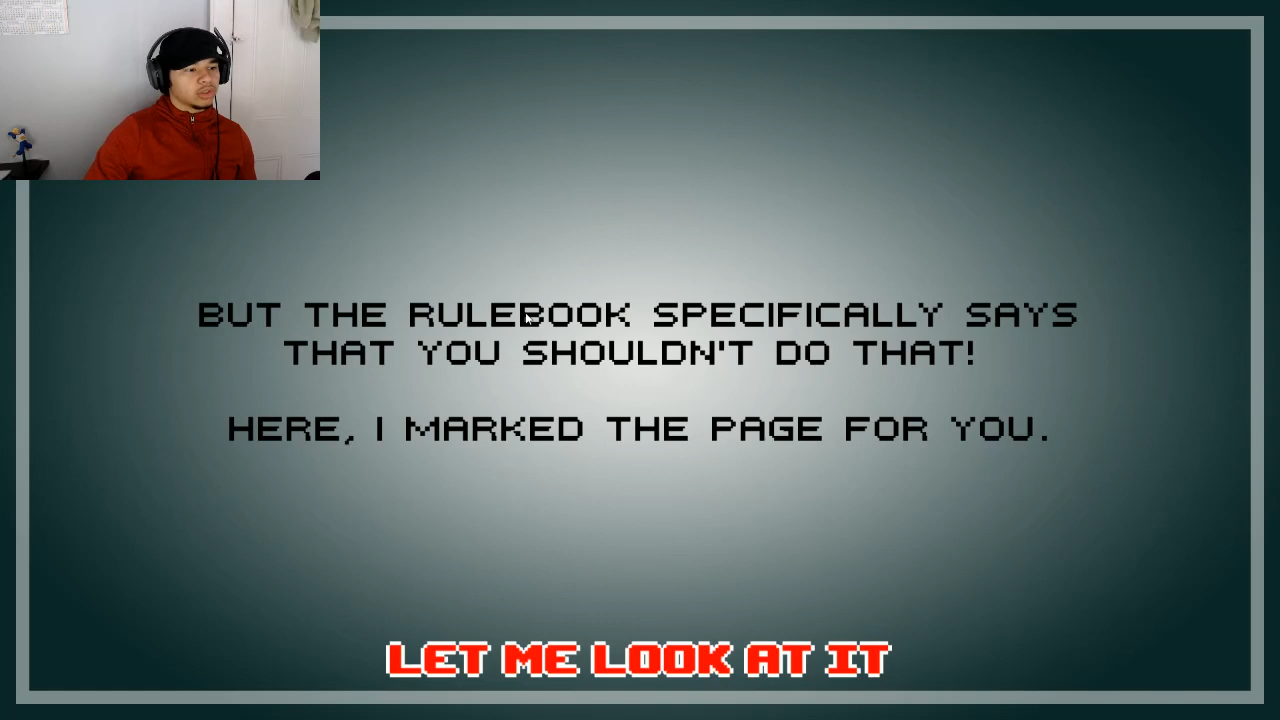 BUT THE RULEBOOK SPECIFICALLY SAYS
THAT YOU SHOULDN'T DO THAT!
HERE, I MARKED THE PAGE FOR YOU.
LET ME LOOK AT IT